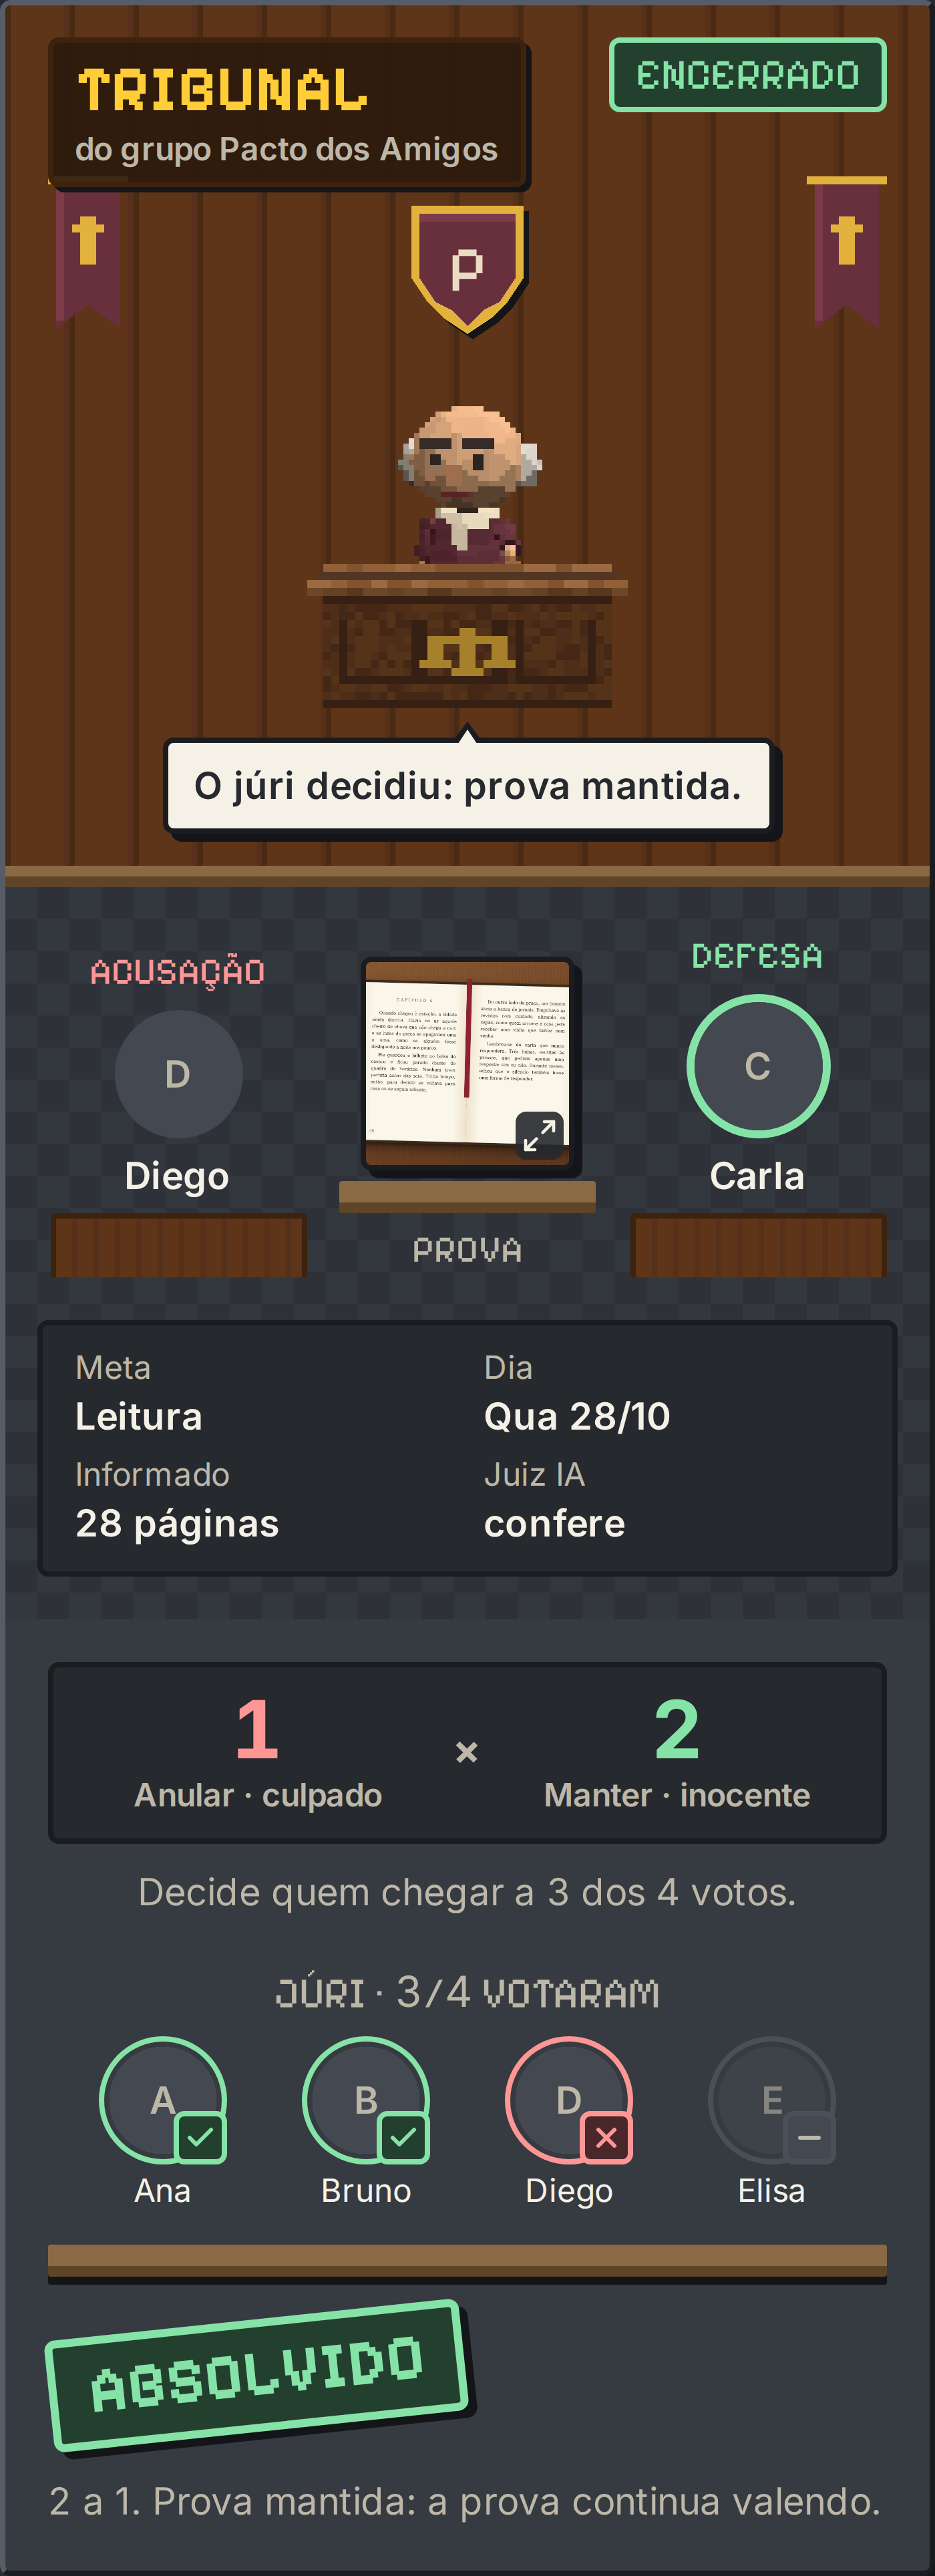 TRIBUNAL
do grupo Pacto dos Amigos
ENCERRADO
P
O júri decidiu: prova mantida.
ACUSAÇÃO
D
Diego
CAPÍTULO 4
PROVA
DEFESA
C
Carla
Meta
Leitura
Dia
Qua 28/10
Informado
28 páginas
Juiz IA
confere
1
Anular · culpado
×
2
Manter · inocente
Decide quem chegar a 3 dos 4 votos.
JÚRI · 3/4 VOTARAM
A
Ana
B
Bruno
D
Diego
E
Elisa
ABSOLVIDO
2 a 1. Prova mantida: a prova continua valendo.